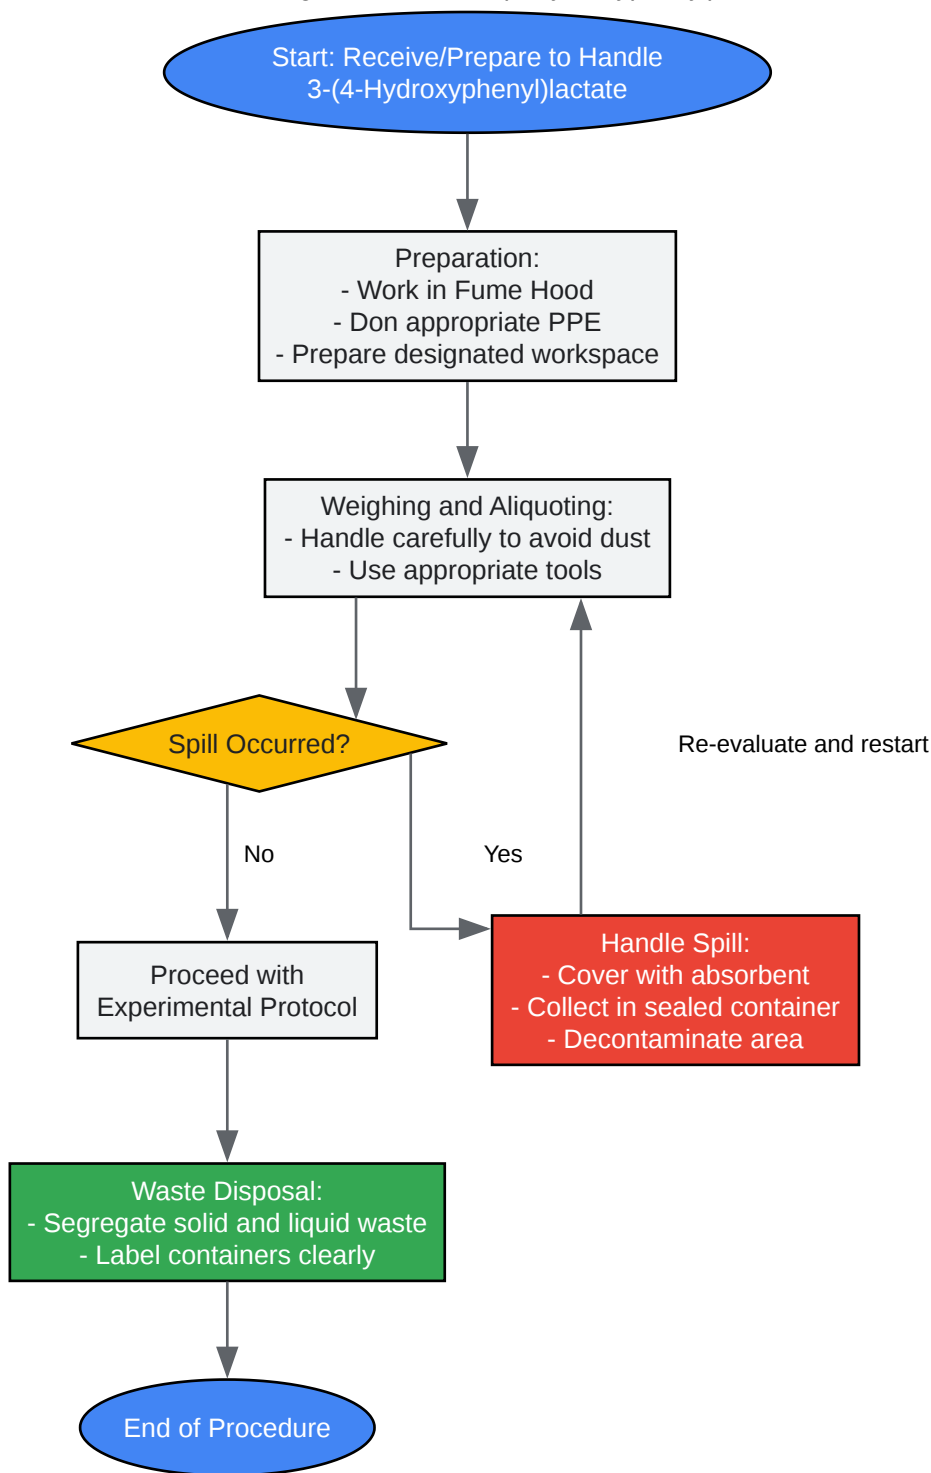 Start: Receive/Prepare to Handle
3-(4-Hydroxyphenyl)lactate
Preparation:
- Work in Fume Hood
- Don appropriate PPE
- Prepare designated workspace
Weighing and Aliquoting:
- Handle carefully to avoid dust
- Use appropriate tools
Spill Occurred?
Re-evaluate and restart
No
Yes
Handle Spill:
- Cover with absorbent
- Collect in sealed container
- Decontaminate area
Proceed with
Experimental Protocol
Waste Disposal:
- Segregate solid and liquid waste
- Label containers clearly
End of Procedure